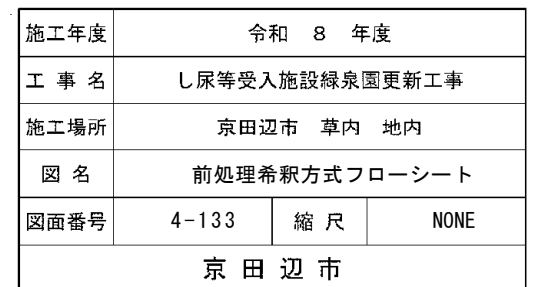 施工年度 令和 8 年度
工事名 し尿等受入施設緑泉園更新工事
施工場所 京田辺市 草内 地内
図名 前処理希釈方式フローシート
図面番号 4-133 縮尺 NONE
京田辺市